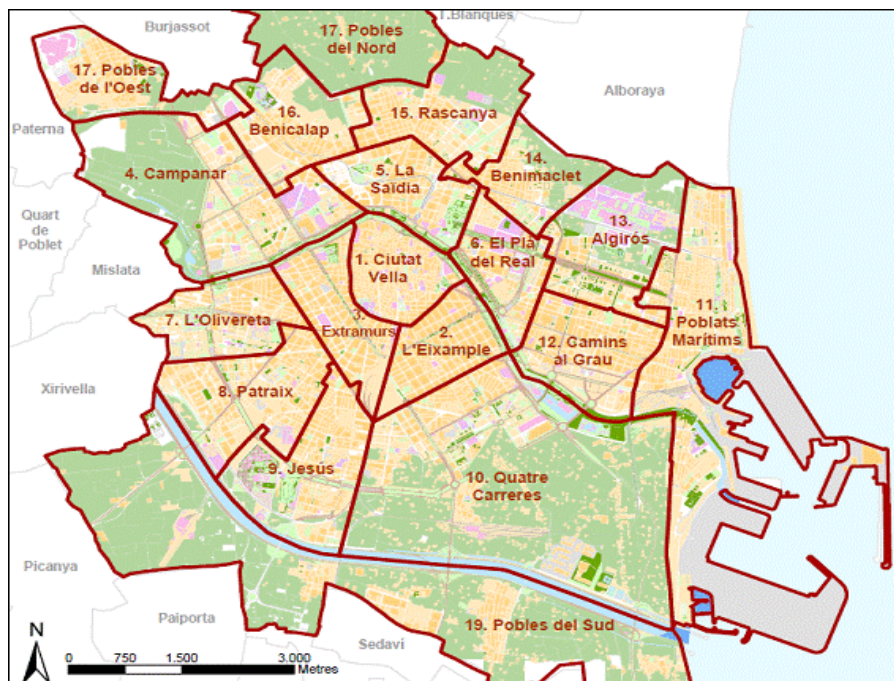 Burjassot
T.Blanques
17. Pobles
del Nord
17. Pobles
de l'Oest
Alboraya
16.
Benicalap
15. Rascanya
Paterna
4. Campanar
5. La
Saïdia
14.
Benimaclet
Quart
de
Poblet
13.
Algirós
6. El Pla
del Real
1. Ciutat
Vella
Mislata
11.
Poblats
Marítims
7. L'Olivereta
3.
Extramurs
2.
L'Eixample
12. Camins
al Grau
Xirivella
8. Patraix
9. Jesús
10. Quatre
Carreres
Picanya
Paiporta
19. Pobles del Sud
Sedaví
N
0 750 1.500 3.000
Metres